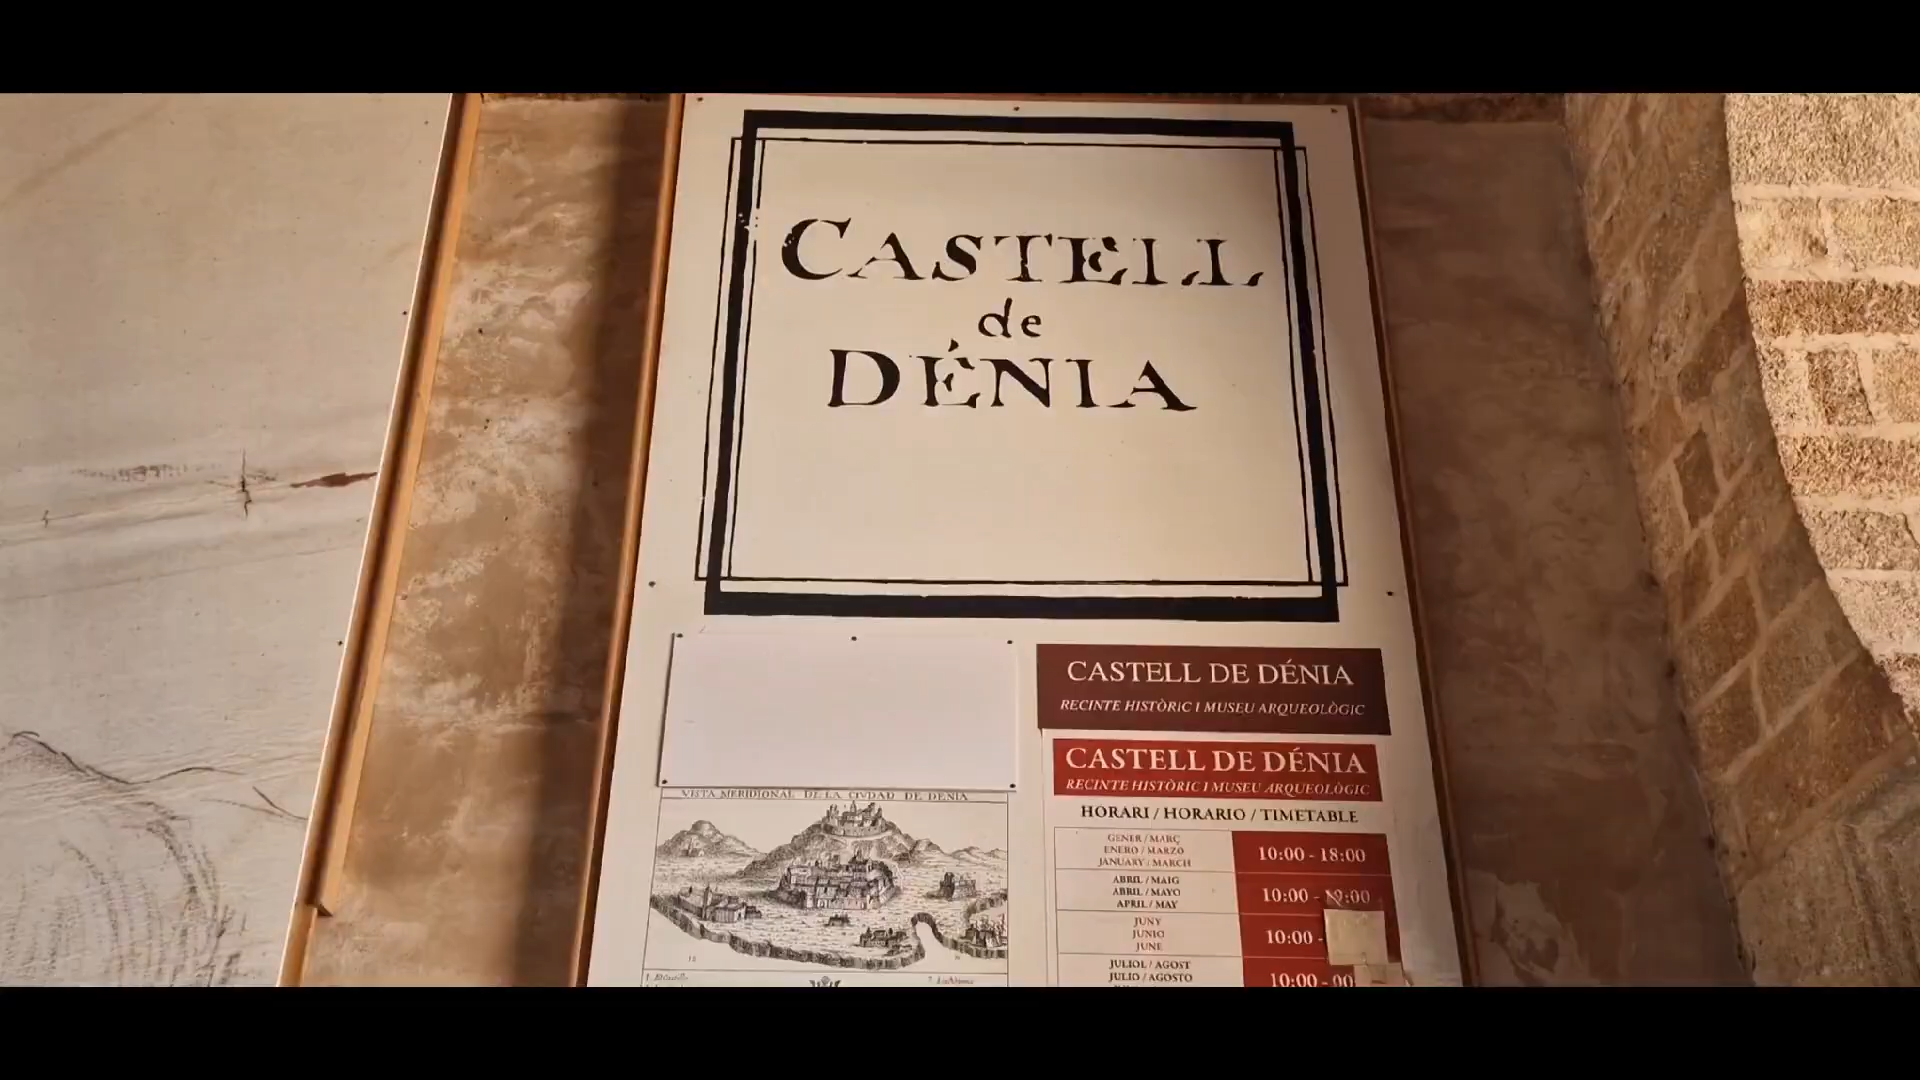 CASTELL
de
DÉNIA
CASTELL DE DÉNIA
RECINTE HISTÒRIC I MUSEU ARQUEOLÒGIC
CASTELL DE DÉNIA
RECINTE HISTÒRIC I MUSEU ARQUEOLÒGIC
HORARI / HORARIO / TIMETABLE
GENER / MARÇ
ENERO / MARZO
JANUARY / MARCH
10:00 - 18:00
ABRIL / MAIG
ABRIL / MAYO
APRIL / MAY
10:00 -
JUNY
JUNIO
JUNE
10:00 -
JULIOL / AGOST
JULIO / AGOSTO
10:00 - 00
VISTA MERIDIONAL DE LA CIVDAD DE DENIA